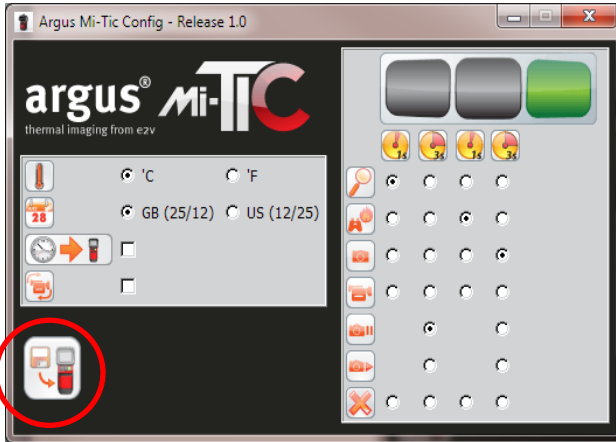 Argus Mi-Tic Config - Release 1.0
argus® Mi-TIC
thermal imaging from e2v
'C 'F
28 GB (25/12) US (12/25)
1s 3s 1s 3s